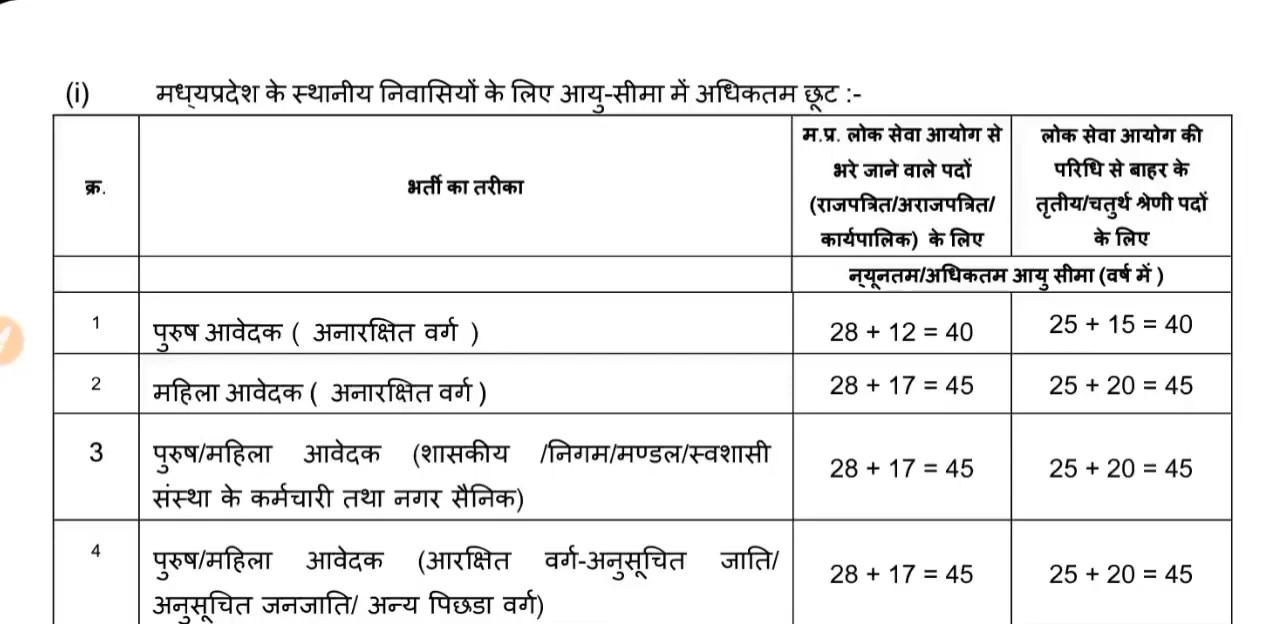 (i) मध्यप्रदेश के स्थानीय निवासियों के लिए आयु-सीमा में अधिकतम छूट :-
क्र.
भर्ती का तरीका
म.प्र. लोक सेवा आयोग से
भरे जाने वाले पदों
(राजपत्रित/अराजपत्रित/
कार्यपालिक) के लिए
लोक सेवा आयोग की
परिधि से बाहर के
तृतीय/चतुर्थ श्रेणी पदों
के लिए
न्यूनतम/अधिकतम आयु सीमा (वर्ष में )
1
पुरुष आवेदक ( अनारक्षित वर्ग )
28 + 12 = 40
25 + 15 = 40
2
महिला आवेदक ( अनारक्षित वर्ग )
28 + 17 = 45
25 + 20 = 45
3
पुरुष/महिला आवेदक (शासकीय /निगम/मण्डल/स्वशासी
संस्था के कर्मचारी तथा नगर सैनिक)
28 + 17 = 45
25 + 20 = 45
4
पुरुष/महिला आवेदक (आरक्षित वर्ग-अनुसूचित जाति/
अनुसूचित जनजाति/ अन्य पिछडा वर्ग)
28 + 17 = 45
25 + 20 = 45